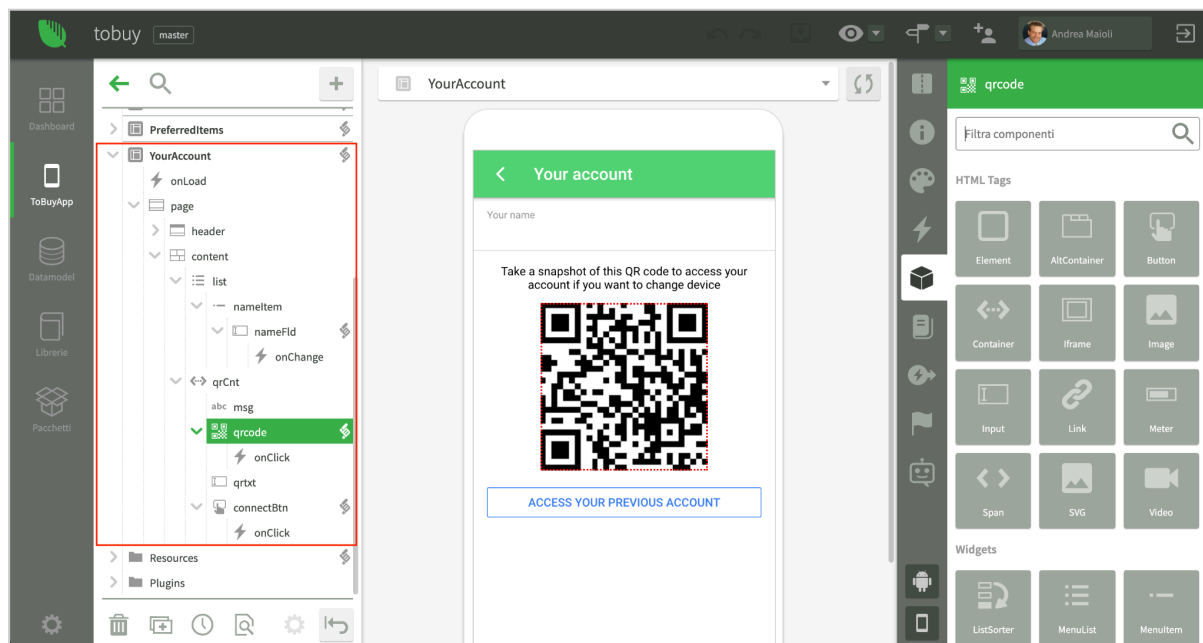 tobuy master
Andrea Maioli
Dashboard
ToBuyApp
Datamodel
Librerie
Pacchetti
PreferredItems
YourAccount
onLoad
page
header
content
list
nameItem
nameFld
onChange
qrCnt
abc msg
qrcode
onClick
qrtxt
connectBtn
onClick
Resources
Plugins
YourAccount
Your account
Your name
Take a snapshot of this QR code to access your
account if you want to change device
ACCESS YOUR PREVIOUS ACCOUNT
qrcode
Filtra componenti
HTML Tags
Element AltContainer Button
Container Iframe Image
Input Link Meter
Span SVG Video
Widgets
ListSorter MenuList MenuItem